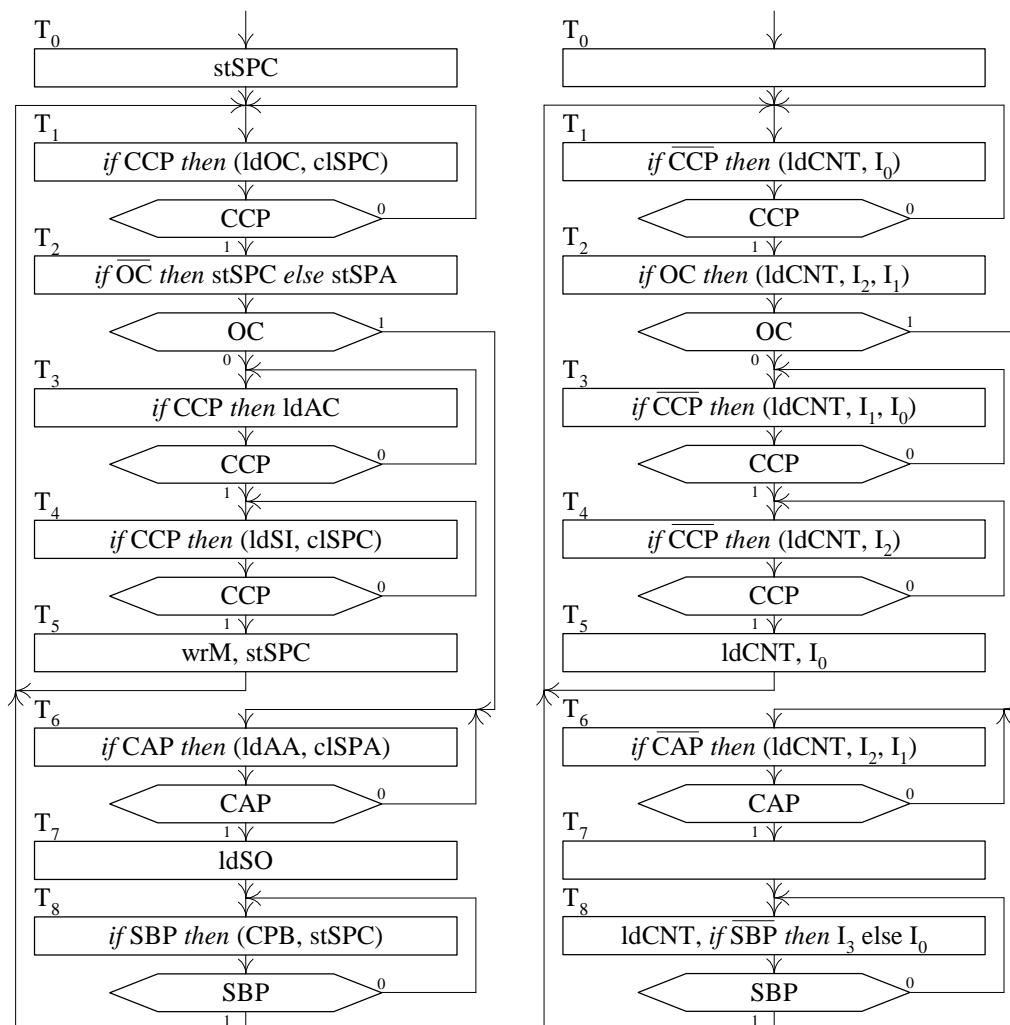 T₀
stSPC
T₁
if CCP then (ldOC, clSPC)
CCP
0
1
T₂
if O̅C̅ then stSPC else stSPA
OC
1
0
T₃
if CCP then ldAC
CCP
0
1
T₄
if CCP then (ldSI, clSPC)
CCP
0
1
T₅
wrM, stSPC
T₆
if CAP then (ldAA, clSPA)
CAP
0
1
T₇
ldSO
T₈
if SBP then (CPB, stSPC)
SBP
0
1
T₀
T₁
if C̅C̅P̅ then (ldCNT, I₀)
CCP
0
1
T₂
if OC then (ldCNT, I₂, I₁)
OC
1
0
T₃
if C̅C̅P̅ then (ldCNT, I₁, I₀)
CCP
0
1
T₄
if C̅C̅P̅ then (ldCNT, I₂)
CCP
0
1
T₅
ldCNT, I₀
T₆
if C̅A̅P̅ then (ldCNT, I₂, I₁)
CAP
0
1
T₇
T₈
ldCNT, if S̅B̅P̅ then I₃ else I₀
SBP
0
1